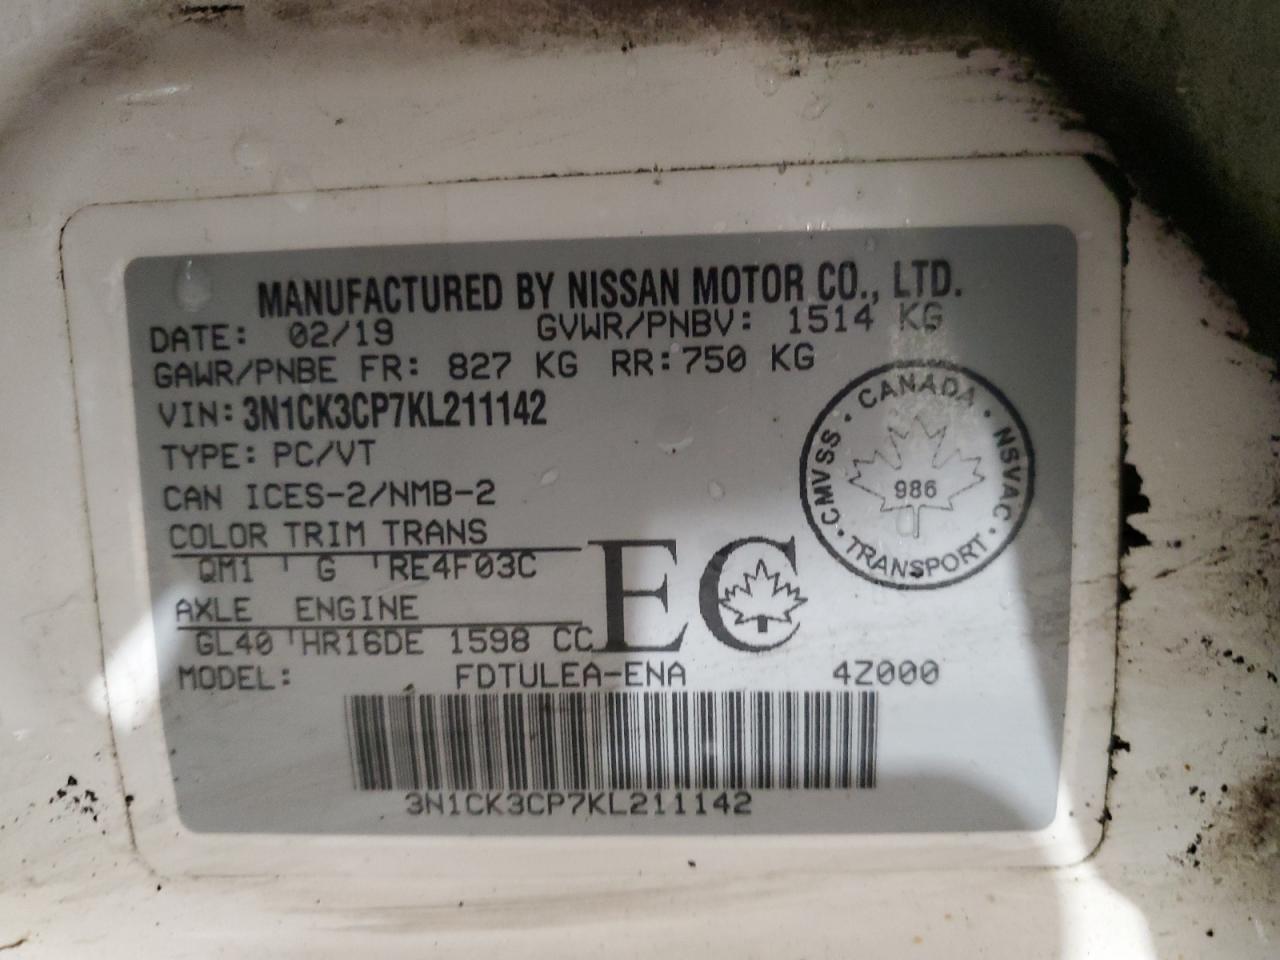 MANUFACTURED BY NISSAN MOTOR CO., LTD.
DATE: 02/19 GVWR/PNBV: 1514 KG
GAWR/PNBE FR: 827 KG RR:750 KG
VIN: 3N1CK3CP7KL211142
TYPE: PC/VT
CAN ICES-2/NMB-2
COLOR TRIM TRANS
QM1 ' G 'RE4F03C
AXLE ENGINE
GL40 'HR16DE 1598 CC
MODEL: FDTULEA-ENA 4Z000
3N1CK3CP7KL211142
EC
CMVSS · CANADA · NSVAC · TRANSPORT ·
986